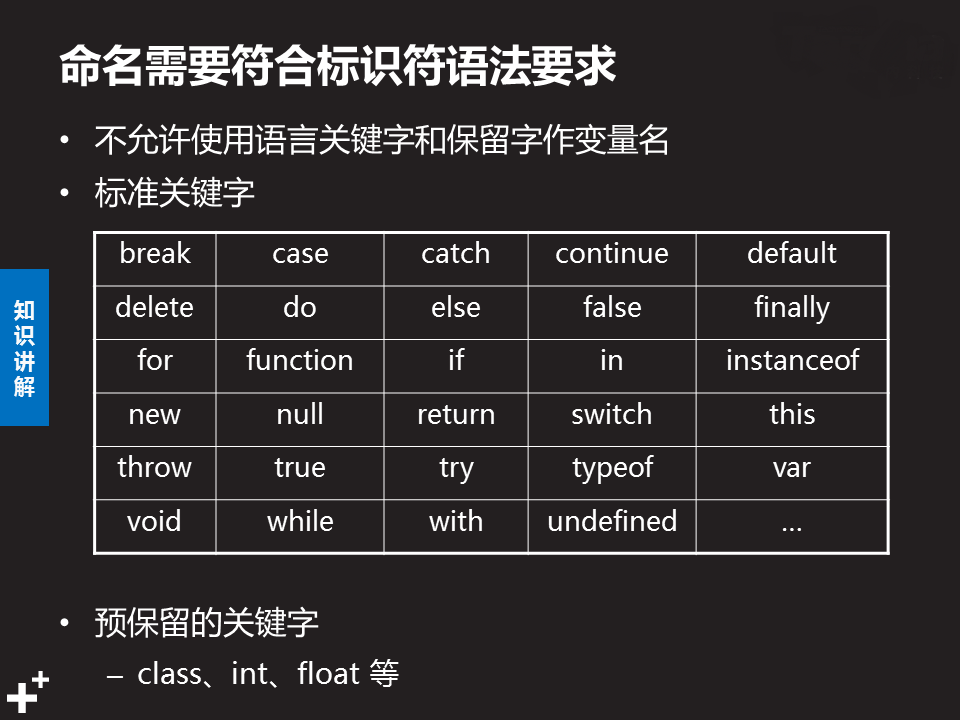 命名需要符合标识符语法要求
• 不允许使用语言关键字和保留字作变量名
• 标准关键字
break case catch continue default
delete do else false finally
for function if in instanceof
new null return switch this
throw true try typeof var
void while with undefined …
知识讲解
• 预保留的关键字
– class、int、float 等